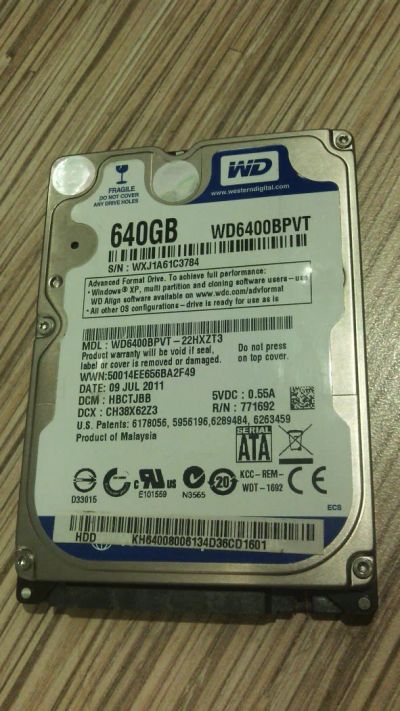 FRAGILE
DO NOT COVER
ANY DRIVE HOLES
WD
www.westerndigital.com
640GB WD6400BPVT
S/N : WXJ1A61C3784
Advanced Format Drive. To achieve full performance:
• Windows® XP, multi partition and cloning software users - use
WD Align software available on www.wdc.com/advformat
• All other OS configurations - drive is ready for use as is
MDL : WD6400BPVT-22HXZT3
Product warranty will be void if seal,
label or cover is removed or damaged.
Do not press
on top cover.
WWN:50014EE656BA2F49
DATE: 09 JUL 2011
DCM : HBCTJBB
5VDC : 0.55A
DCX : CH38X62Z3
R/N : 771692
U.S. Patents: 6178056, 5956196,6289484, 6263459
Product of Malaysia
SERIAL
ATA
D33015
c UR US
E101559
N3565
20
KCC-REM-
WDT-1692
CE
ECS
HDD KH64008006134D36CD1601